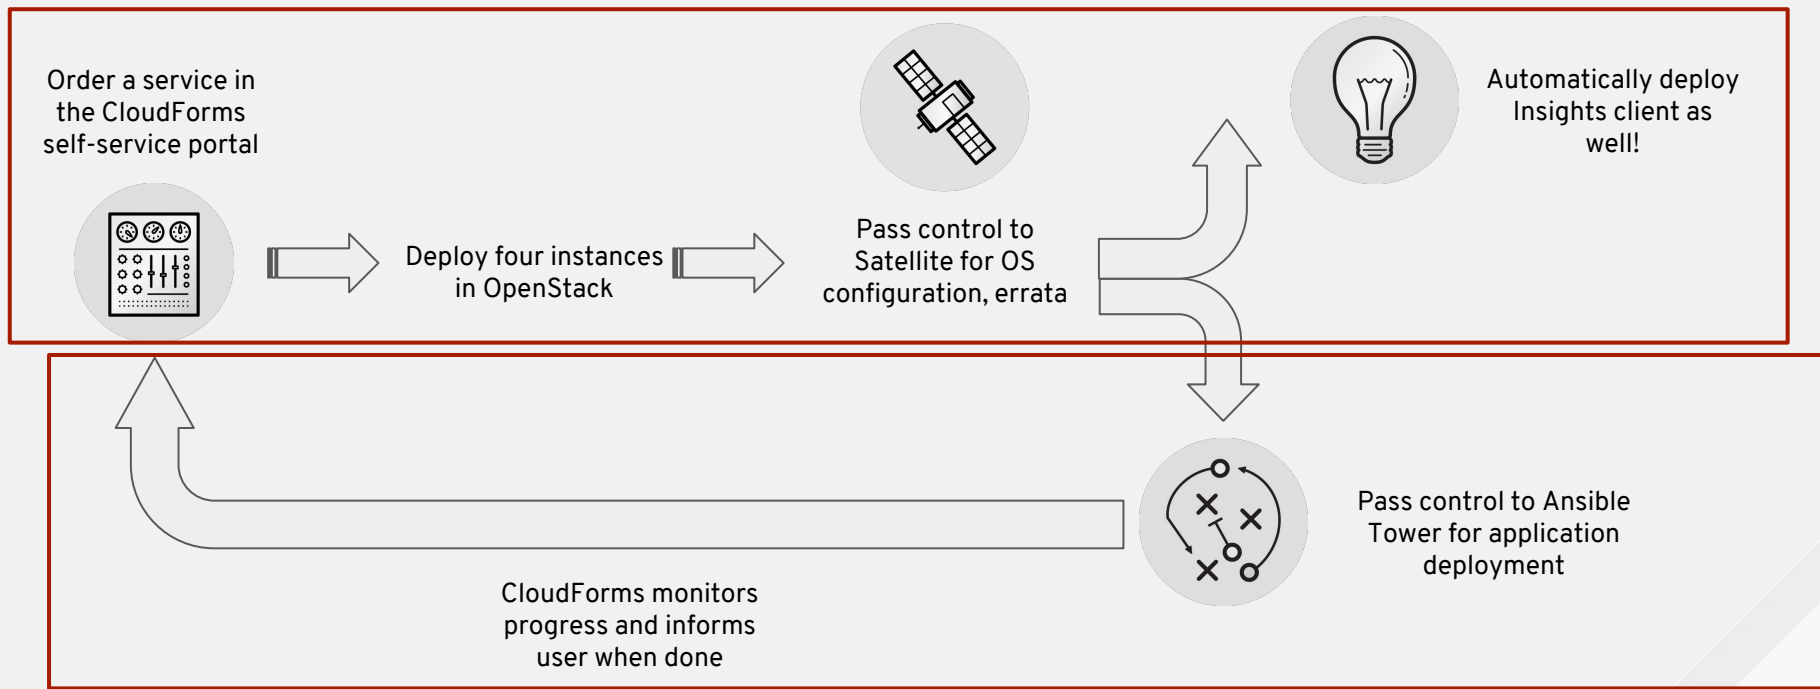 Order a service in
the CloudForms
self-service portal
Deploy four instances
in OpenStack
Pass control to
Satellite for OS
configuration, errata
Automatically deploy
Insights client as
well!
Pass control to Ansible
Tower for application
deployment
CloudForms monitors
progress and informs
user when done